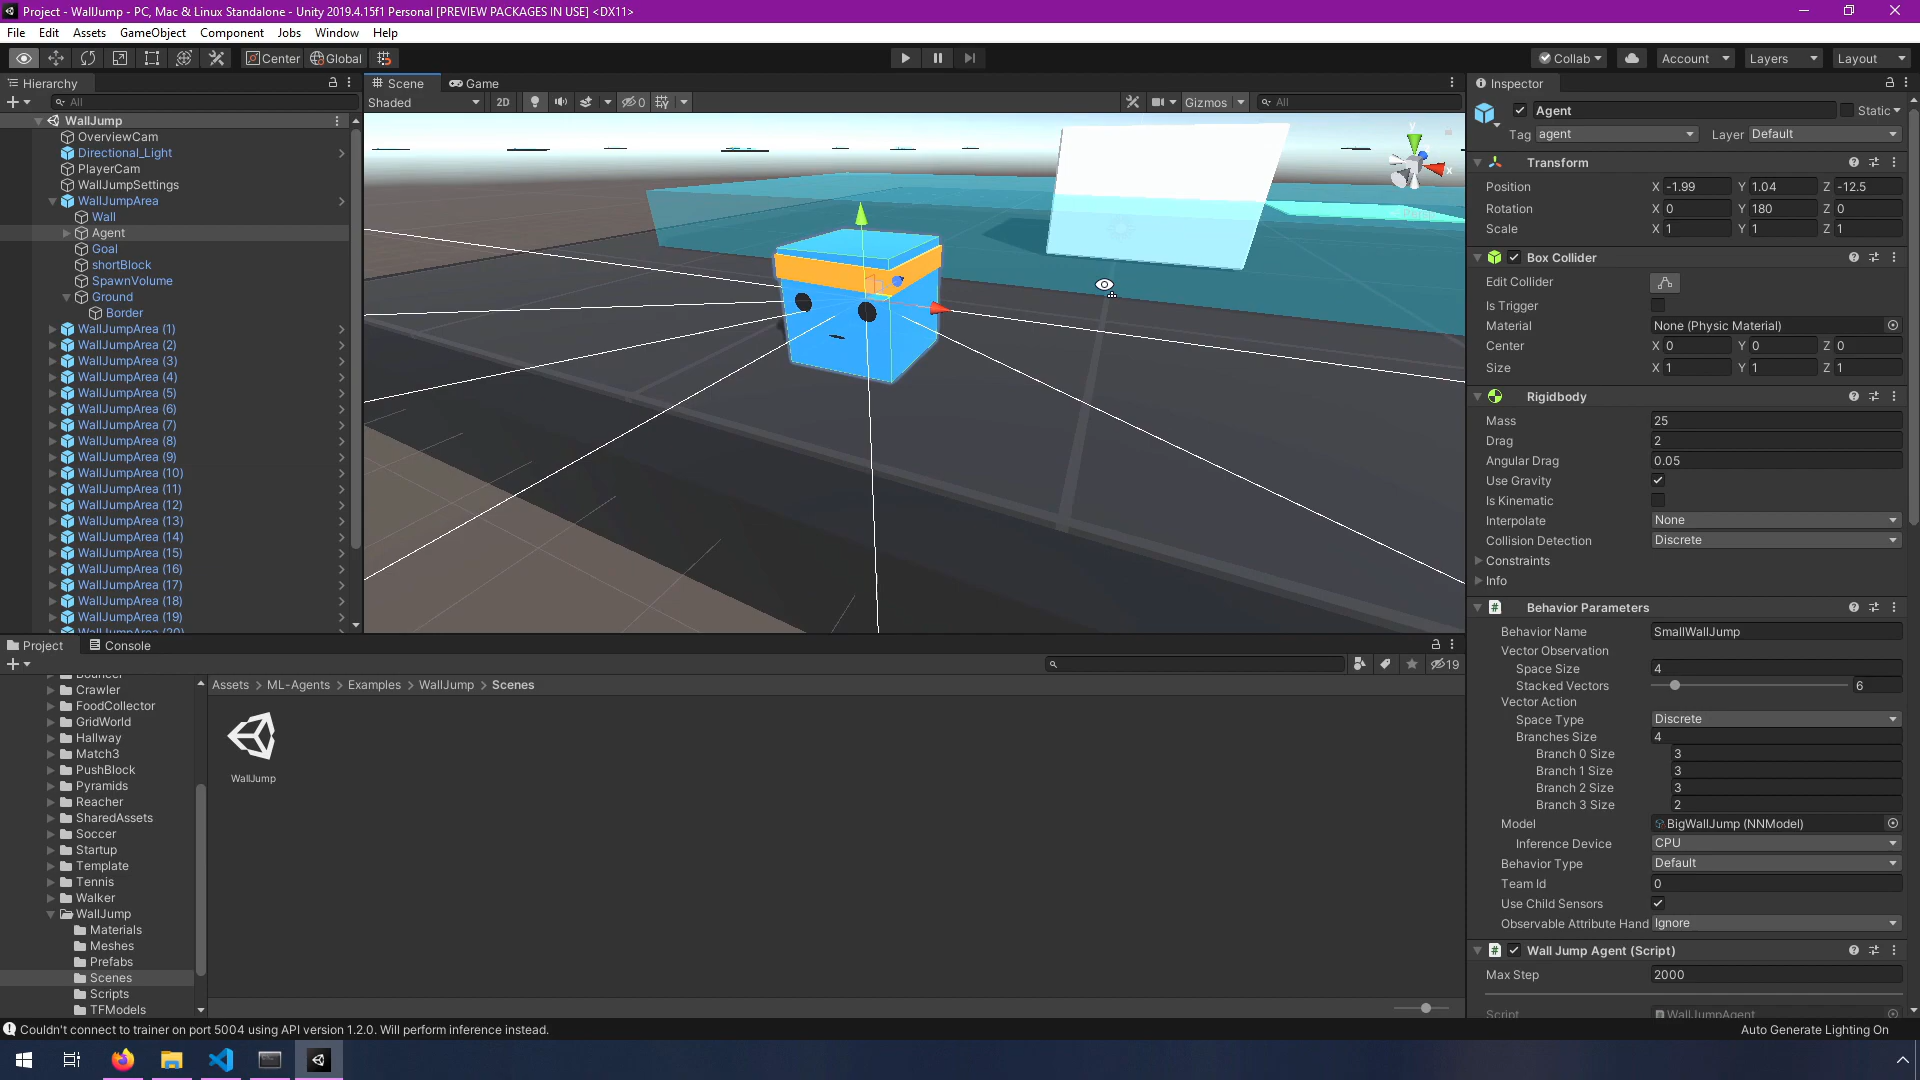 Project - WallJump - PC, Mac & Linux Standalone - Unity 2019.4.15f1 Personal [PREVIEW PACKAGES IN USE] <DX11>
File Edit Assets GameObject Component Jobs Window Help
Center Global Collab Account Layers Layout
Hierarchy
All
WallJump
OverviewCam
Directional_Light
PlayerCam
WallJumpSettings
WallJumpArea
Wall
Agent
Goal
shortBlock
SpawnVolume
Ground
Border
WallJumpArea (1)
WallJumpArea (2)
WallJumpArea (3)
WallJumpArea (4)
WallJumpArea (5)
WallJumpArea (6)
WallJumpArea (7)
WallJumpArea (8)
WallJumpArea (9)
WallJumpArea (10)
WallJumpArea (11)
WallJumpArea (12)
WallJumpArea (13)
WallJumpArea (14)
WallJumpArea (15)
WallJumpArea (16)
WallJumpArea (17)
WallJumpArea (18)
WallJumpArea (19)
WallJumpArea (20)
Scene Game
Shaded 2D 0 Gizmos All
y
x
Inspector
Agent Static
Tag agent Layer Default
Transform
Position X -1.99 Y 1.04 Z -12.5
Rotation X 0 Y 180 Z 0
Scale X 1 Y 1 Z 1
Box Collider
Edit Collider
Is Trigger
Material None (Physic Material)
Center X 0 Y 0 Z 0
Size X 1 Y 1 Z 1
Rigidbody
Mass 25
Drag 2
Angular Drag 0.05
Use Gravity
Is Kinematic
Interpolate None
Collision Detection Discrete
Constraints
Info
Behavior Parameters
Behavior Name SmallWallJump
Vector Observation
Space Size 4
Stacked Vectors 6
Vector Action
Space Type Discrete
Branches Size 4
Branch 0 Size 3
Branch 1 Size 3
Branch 2 Size 3
Branch 3 Size 2
Model BigWallJump (NNModel)
Inference Device CPU
Behavior Type Default
Team Id 0
Use Child Sensors
Observable Attribute Hand Ignore
Wall Jump Agent (Script)
Max Step 2000
Script WallJumpAgent
Project Console
19
Bouncer
Crawler
FoodCollector
GridWorld
Hallway
Match3
PushBlock
Pyramids
Reacher
SharedAssets
Soccer
Startup
Template
Tennis
Walker
WallJump
Materials
Meshes
Prefabs
Scenes
Scripts
TFModels
Assets > ML-Agents > Examples > WallJump > Scenes
WallJump
Couldn't connect to trainer on port 5004 using API version 1.2.0. Will perform inference instead.
Auto Generate Lighting On